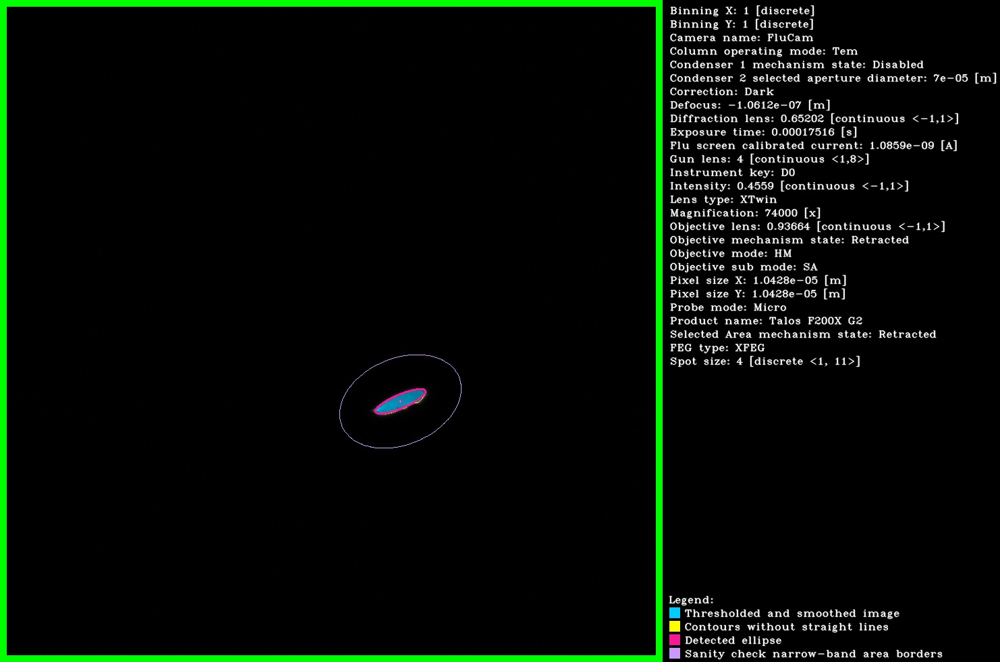 Binning X: 1 [discrete]
Binning Y: 1 [discrete]
Camera name: FluCam
Column operating mode: Tem
Condenser 1 mechanism state: Disabled
Condenser 2 selected aperture diameter: 7e-05 [m]
Correction: Dark
Defocus: -1.0612e-07 [m]
Diffraction lens: 0.65202 [continuous <-1,1>]
Exposure time: 0.00017516 [s]
Flu screen calibrated current: 1.0859e-09 [A]
Gun lens: 4 [continuous <1,8>]
Instrument key: D0
Intensity: 0.4559 [continuous <-1,1>]
Lens type: XTwin
Magnification: 74000 [x]
Objective lens: 0.93664 [continuous <-1,1>]
Objective mechanism state: Retracted
Objective mode: HM
Objective sub mode: SA
Pixel size X: 1.0428e-05 [m]
Pixel size Y: 1.0428e-05 [m]
Probe mode: Micro
Product name: Talos F200X G2
Selected Area mechanism state: Retracted
FEG type: XFEG
Spot size: 4 [discrete <1, 11>]
Legend:
Thresholded and smoothed image
Contours without straight lines
Detected ellipse
Sanity check narrow-band area borders